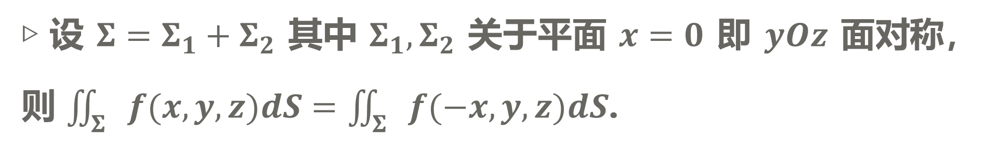 ▷ 设 Σ = Σ₁ + Σ₂ 其中 Σ₁, Σ₂ 关于平面 x = 0 即 yOz 面对称,
则 ∬_Σ f(x, y, z)dS = ∬_Σ f(−x, y, z)dS.